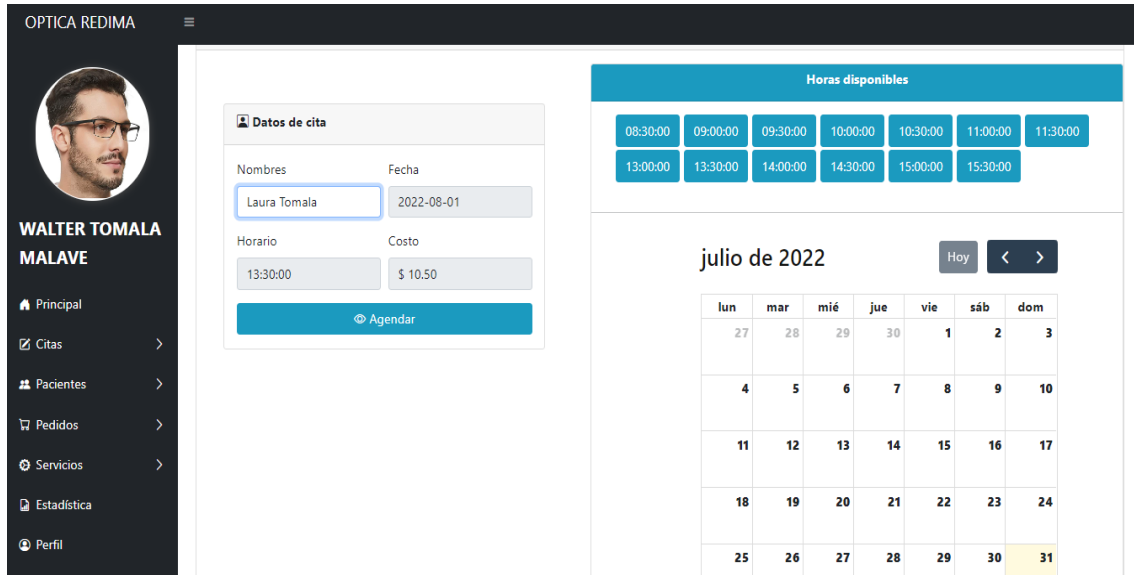 OPTICA REDIMA
WALTER TOMALA
MALAVE
Principal
Citas
Pacientes
Pedidos
Servicios
Estadística
Perfil
Datos de cita
Nombres Fecha
Laura Tomala 2022-08-01
Horario Costo
13:30:00 $ 10.50
Agendar
Horas disponibles
08:30:00 09:00:00 09:30:00 10:00:00 10:30:00 11:00:00 11:30:00
13:00:00 13:30:00 14:00:00 14:30:00 15:00:00 15:30:00
julio de 2022 Hoy
lun mar mié jue vie sáb dom
27 28 29 30 1 2 3
4 5 6 7 8 9 10
11 12 13 14 15 16 17
18 19 20 21 22 23 24
25 26 27 28 29 30 31